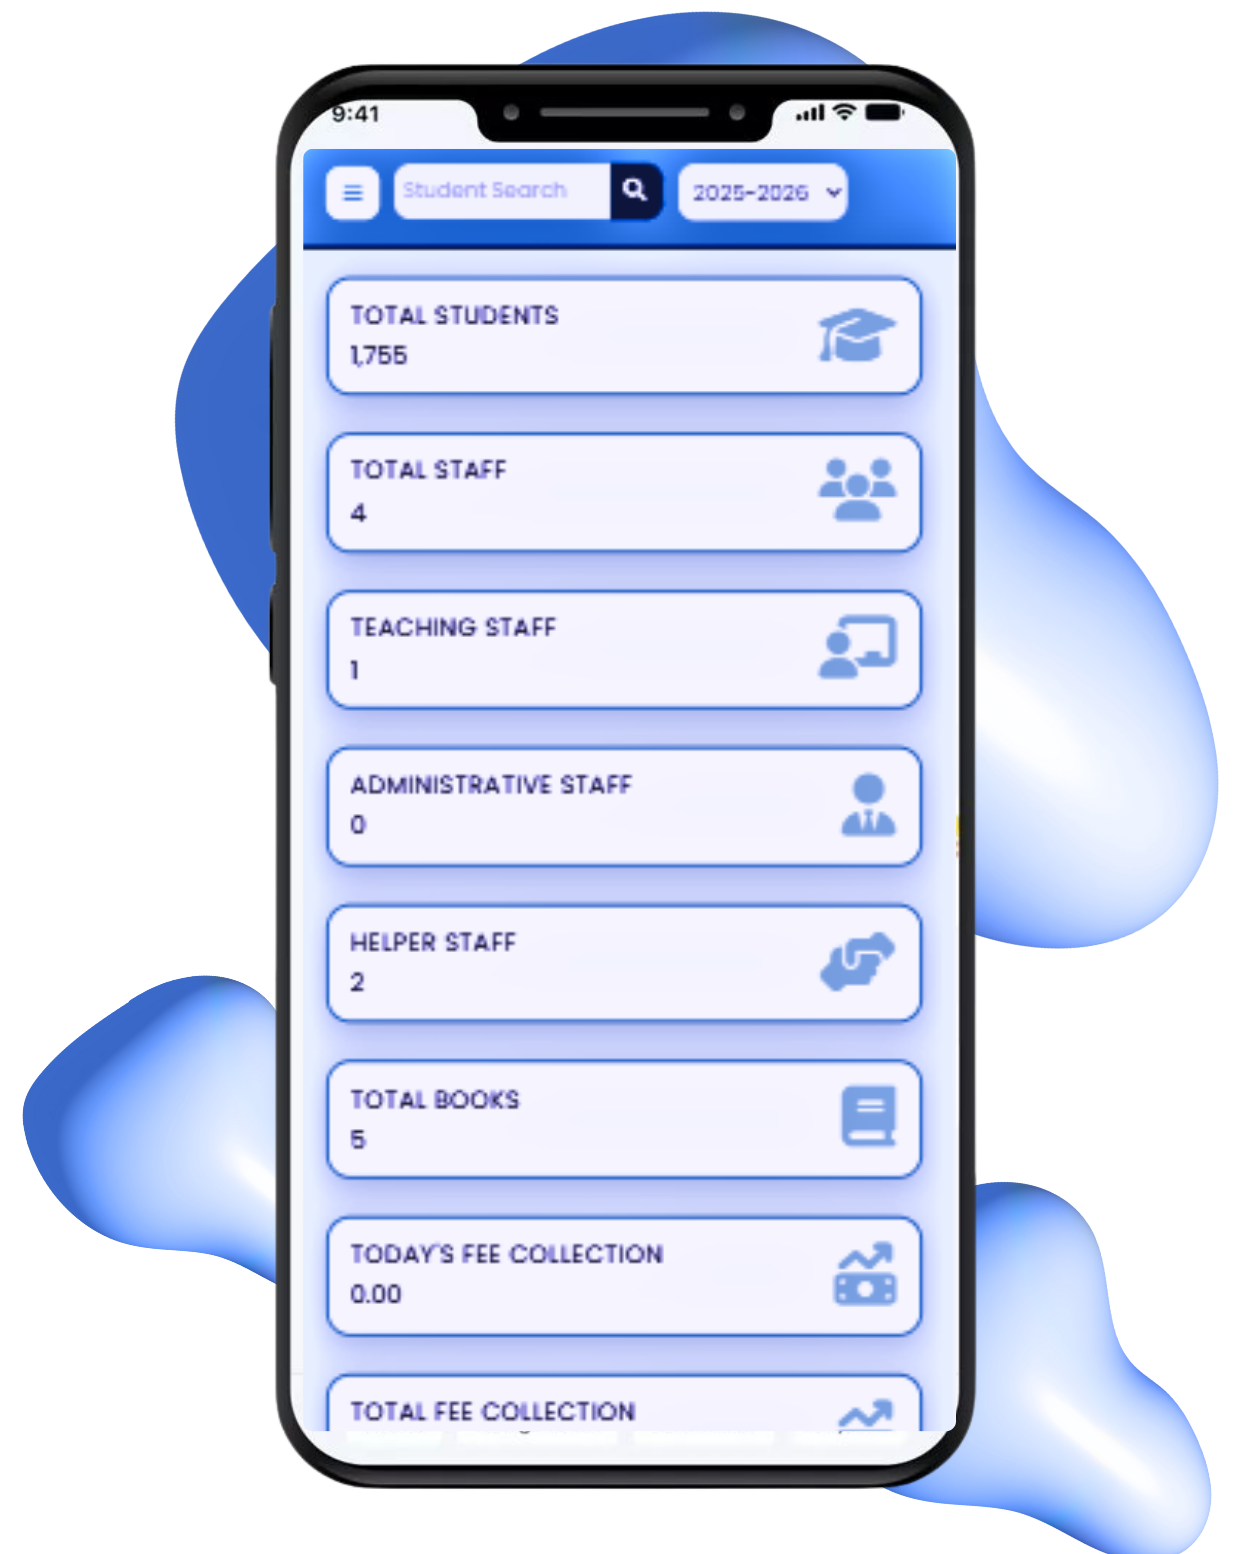 9:41
Student Search
2025-2026
TOTAL STUDENTS
1,755
TOTAL STAFF
4
TEACHING STAFF
1
ADMINISTRATIVE STAFF
0
HELPER STAFF
2
TOTAL BOOKS
5
TODAY'S FEE COLLECTION
0.00
TOTAL FEE COLLECTION